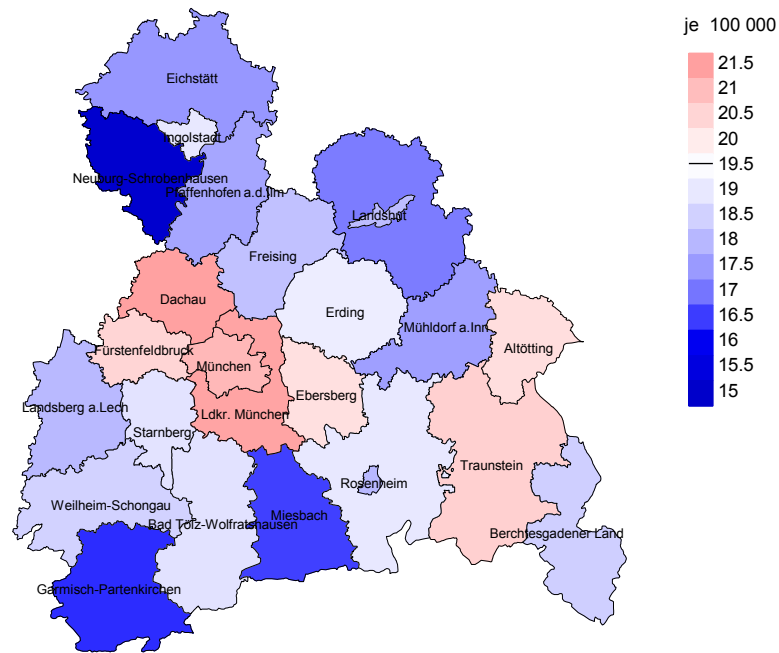 je 100 000
21.5
21
20.5
20
19.5
19
18.5
18
17.5
17
16.5
16
15.5
15
Eichstätt
Ingolstadt
Neuburg-Schrobenhausen
Pfaffenhofen a.d.Ilm
Landshut
Freising
Dachau
Erding
Mühldorf a.Inn
Altötting
Fürstenfeldbruck
München
Ebersberg
Landsberg a.Lech
Ldkr. München
Starnberg
Traunstein
Rosenheim
Weilheim-Schongau
Miesbach
Bad Tölz-Wolfratshausen
Berchtesgadener Land
Garmisch-Partenkirchen